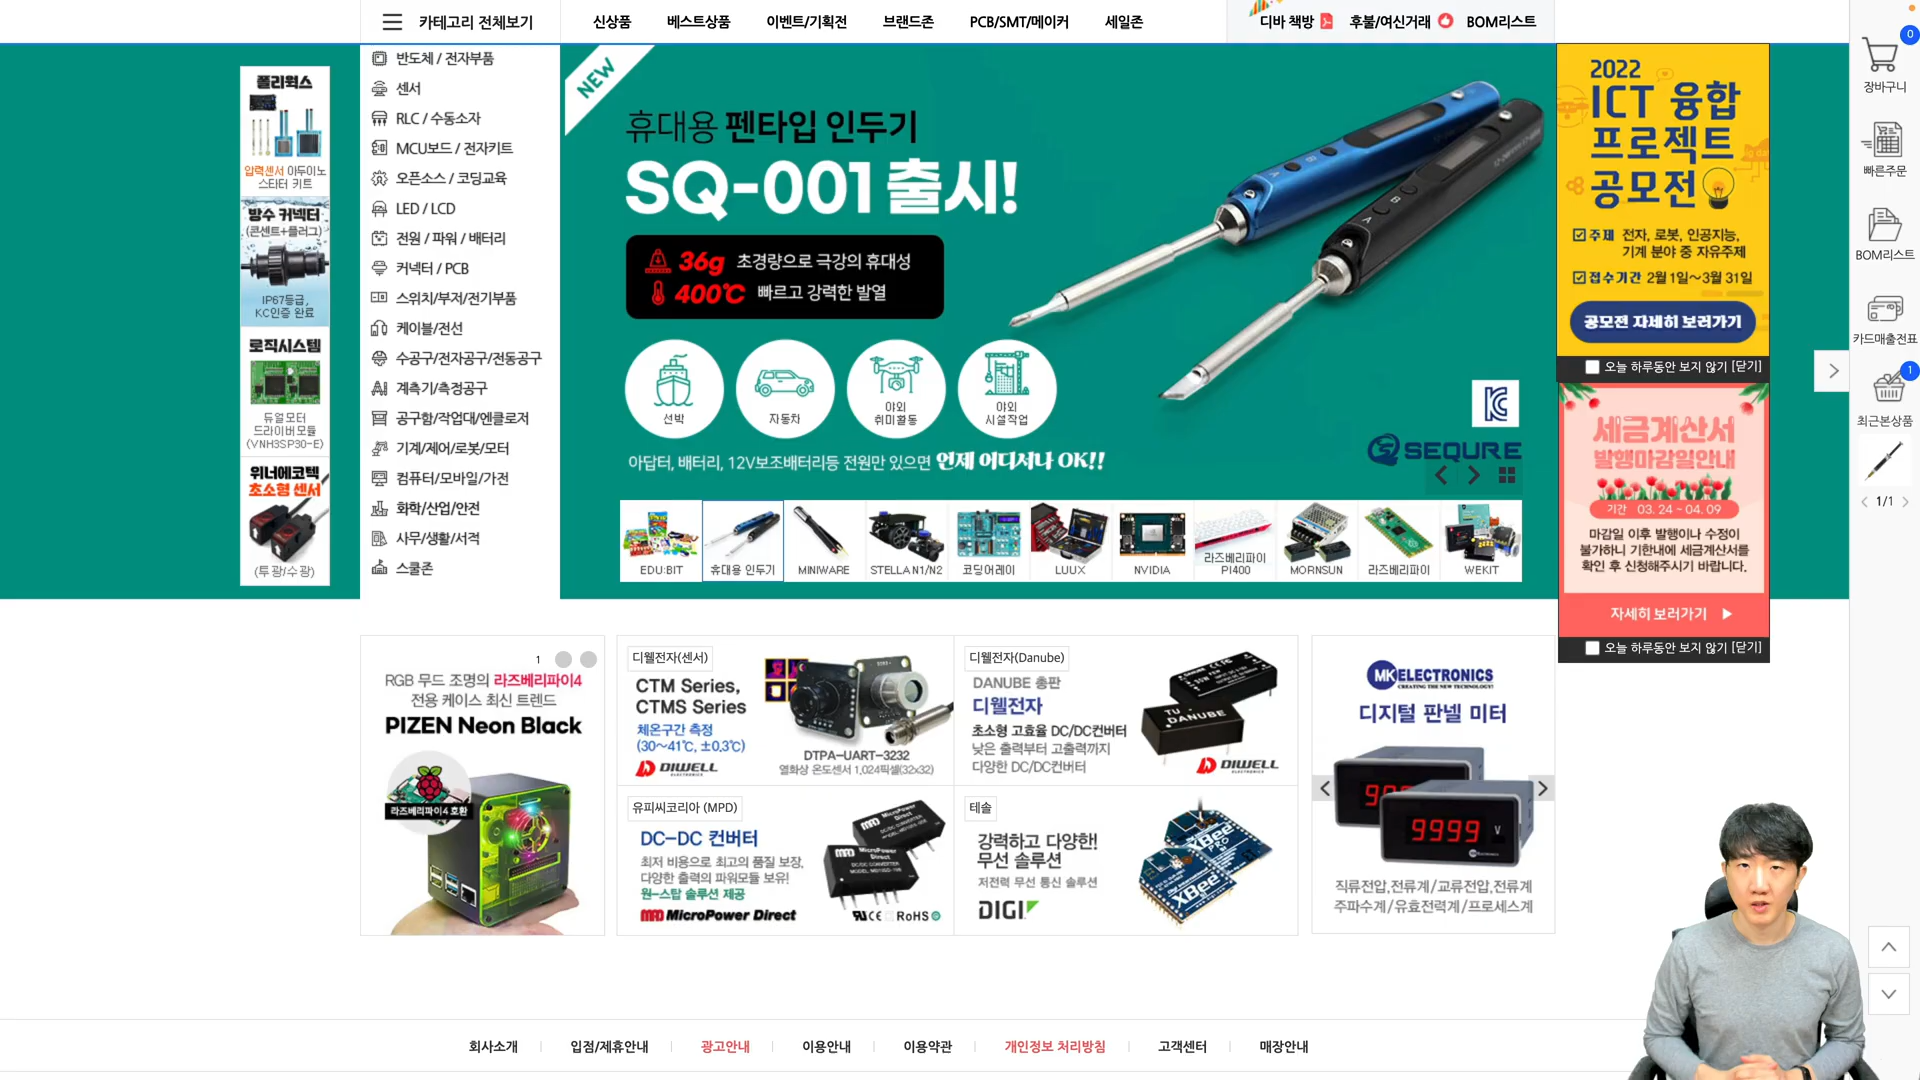 카테고리 전체보기
신상품
베스트상품
이벤트/기획전
브랜드존
PCB/SMT/메이커
세일존
디바 책방
후불/여신거래
BOM리스트
폴리웍스
압력센서 아두이노
스타터 키트
방수 커넥터
(콘센트+플러그)
IP67등급,
KC인증 완료
로직시스템
듀얼모터
드라이버모듈
(VNH3SP30-E)
위너에코텍
초소형 센서
(투광/수광)
반도체 / 전자부품
센서
RLC / 수동소자
MCU보드 / 전자키트
오픈소스 / 코딩교육
LED / LCD
전원 / 파워 / 배터리
커넥터 / PCB
스위치/부저/전기부품
케이블/전선
수공구/전자공구/전동공구
계측기/측정공구
공구함/작업대/엔클로저
기계/제어/로봇/모터
컴퓨터/모바일/가전
화학/산업/안전
사무/생활/서적
스쿨존
NEW
휴대용 펜타입 인두기
SQ-001 출시!
36g 초경량으로 극강의 휴대성
400℃ 빠르고 강력한 발열
선박
자동차
야외
취미활동
야외
시설작업
아답터, 배터리, 12V보조배터리등 전원만 있으면 언제 어디서나 OK!!
SEQURE
EDU:BIT
휴대용 인두기
MINIWARE
STELLA N1/N2
코딩어레이
LUUX
NVIDIA
라즈베리파이
PI400
MORNSUN
라즈베리파이
WEKIT
2022
ICT 융합
프로젝트
공모전
주제 전자, 로봇, 인공지능,
기계 분야 중 자유주제
접수기간 2월 1일~3월 31일
공모전 자세히 보러가기
오늘 하루동안 보지 않기 [닫기]
세금계산서
발행마감일안내
기간 03. 24 - 04. 09
마감일 이후 발행이나 수정이
불가하니 기한내에 세금계산서를
확인 후 신청해주시기 바랍니다.
자세히 보러가기 ▶
오늘 하루동안 보지 않기 [닫기]
0
장바구니
빠른주문
BOM리스트
카드매출전표
1
최근본상품
1/1
1
RGB 무드 조명의 라즈베리파이4
전용 케이스 최신 트렌드
PIZEN Neon Black
라즈베리파이4 호환
디웰전자(센서)
CTM Series,
CTMS Series
체온구간 측정
(30~41℃, ±0.3℃)
DIWELL
ELECTRONICS
DTPA-UART-3232
열화상 온도센서 1,024픽셀(32x32)
디웰전자(Danube)
DANUBE 총판
디웰전자
초소형 고효율 DC/DC컨버터
낮은 출력부터 고출력까지
다양한 DC/DC컨버터
DANUBE
DIWELL
ELECTRONICS
유피씨코리아 (MPD)
DC-DC 컨버터
최저 비용으로 최고의 품질 보장,
다양한 출력의 파워모듈 보유!
원-스탑 솔루션 제공
MicroPower Direct
CE RoHS
테솔
강력하고 다양한!
무선 솔루션
저전력 무선 통신 솔루션
DIGI
XBee
PRO
XBee
MK ELECTRONICS
CREATING THE NEW TECHNOLOGY!
디지털 판넬 미터
9999 V
직류전압,전류계/교류전압,전류계
주파수계/유효전력계/프로세스계
회사소개
입점/제휴안내
광고안내
이용안내
이용약관
개인정보 처리방침
고객센터
매장안내